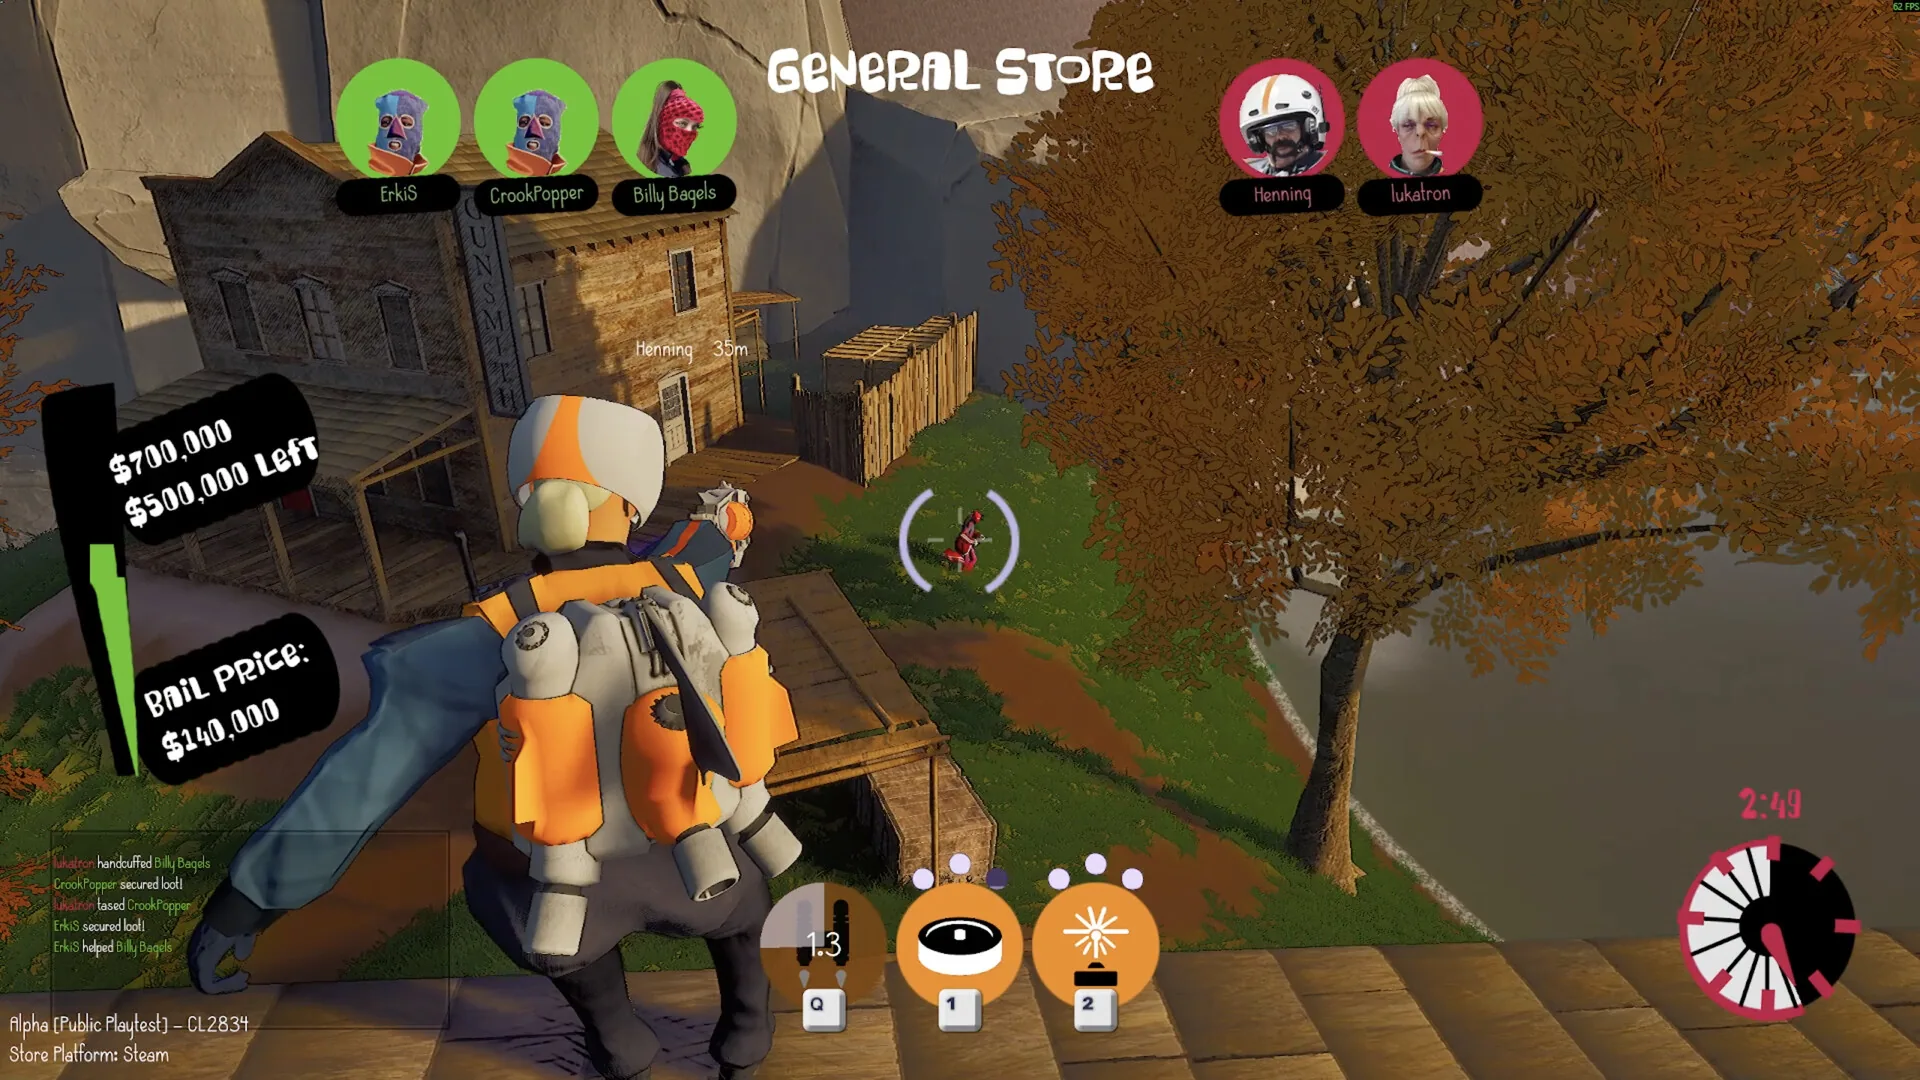 62 FPS
GENERAL STORE
ErkiS
CrookPopper
Billy Bagels
Henning
lukatron
GUNSMITH
Henning 35m
$700,000
$500,000 Left
BAIL PRICE:
$140,000
2:49
lukatron handcuffed Billy Bagels
CrookPopper secured loot!
lukatron tased CrookPopper
ErkiS secured loot!
ErkiS helped Billy Bagels
1.3
Q
1
2
Alpha [Public Playtest] – CL2834
Store Platform: Steam